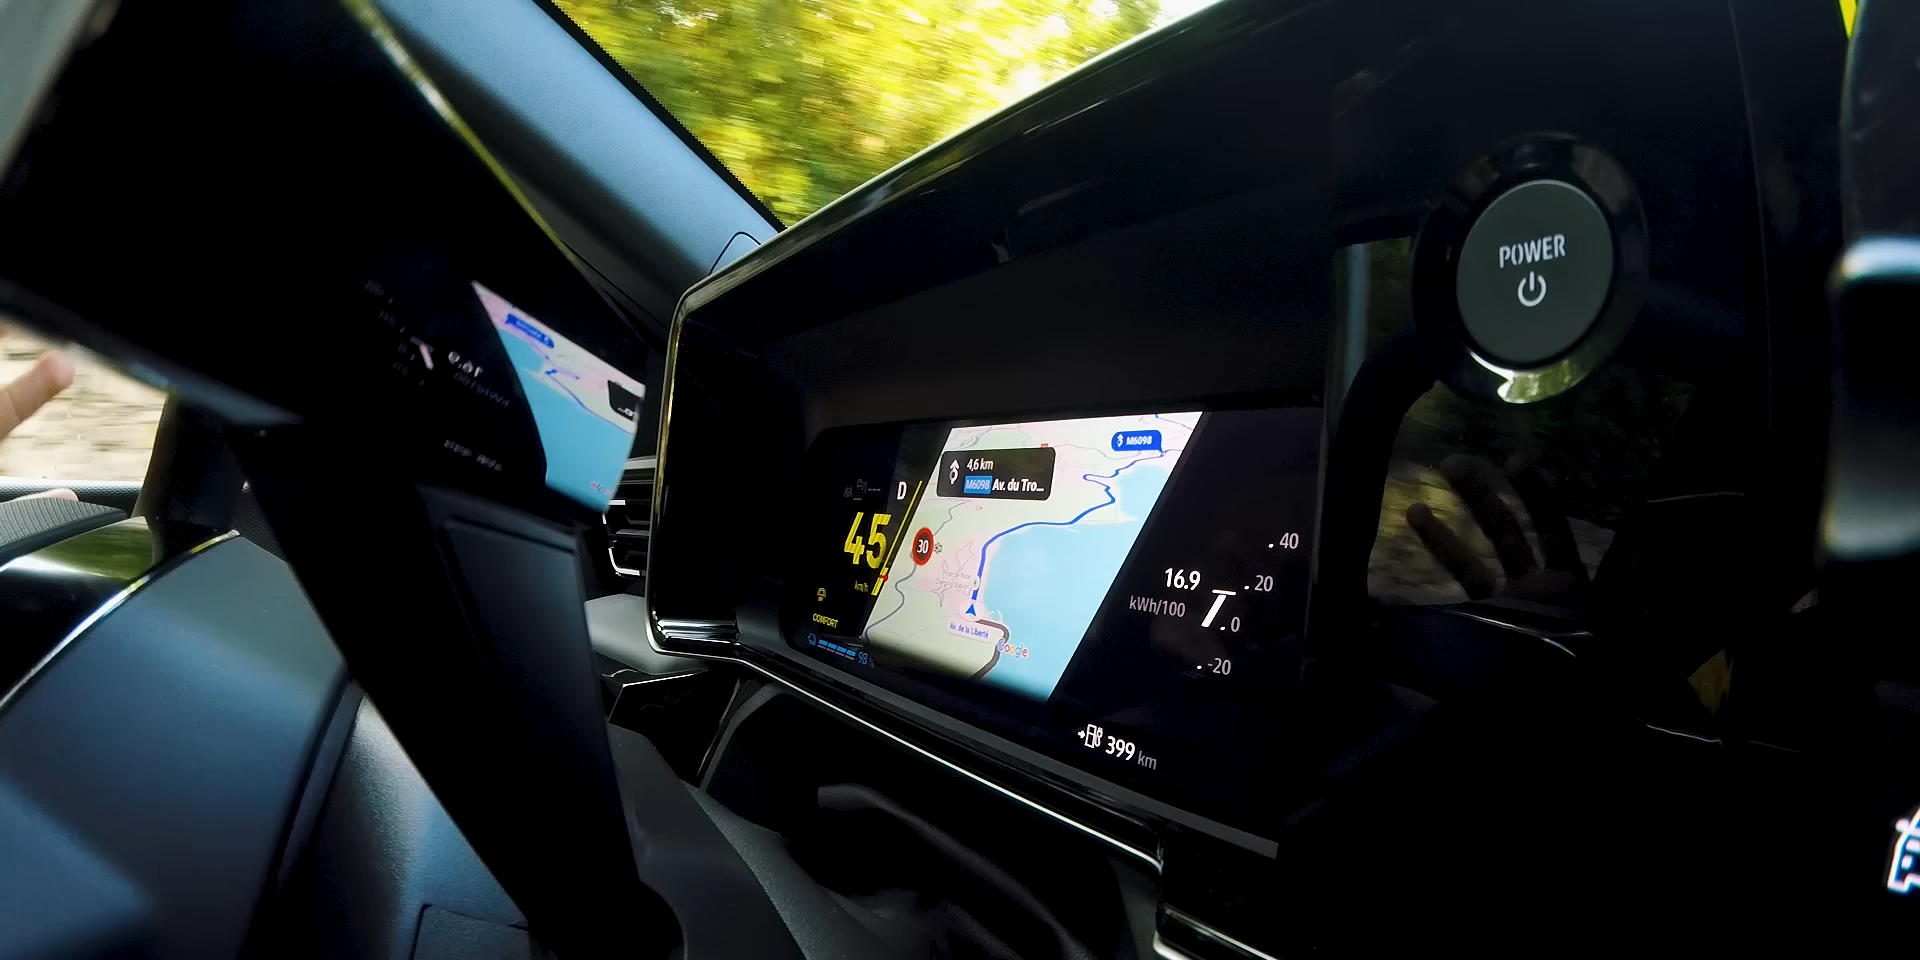 POWER
M6098
4,6 km
M6098 Av. du Tro...
D
45
km/h
30
COMFORT
98
Av. de la Liberté
Google
40
20
0
-20
16.9
kWh/100
399 km